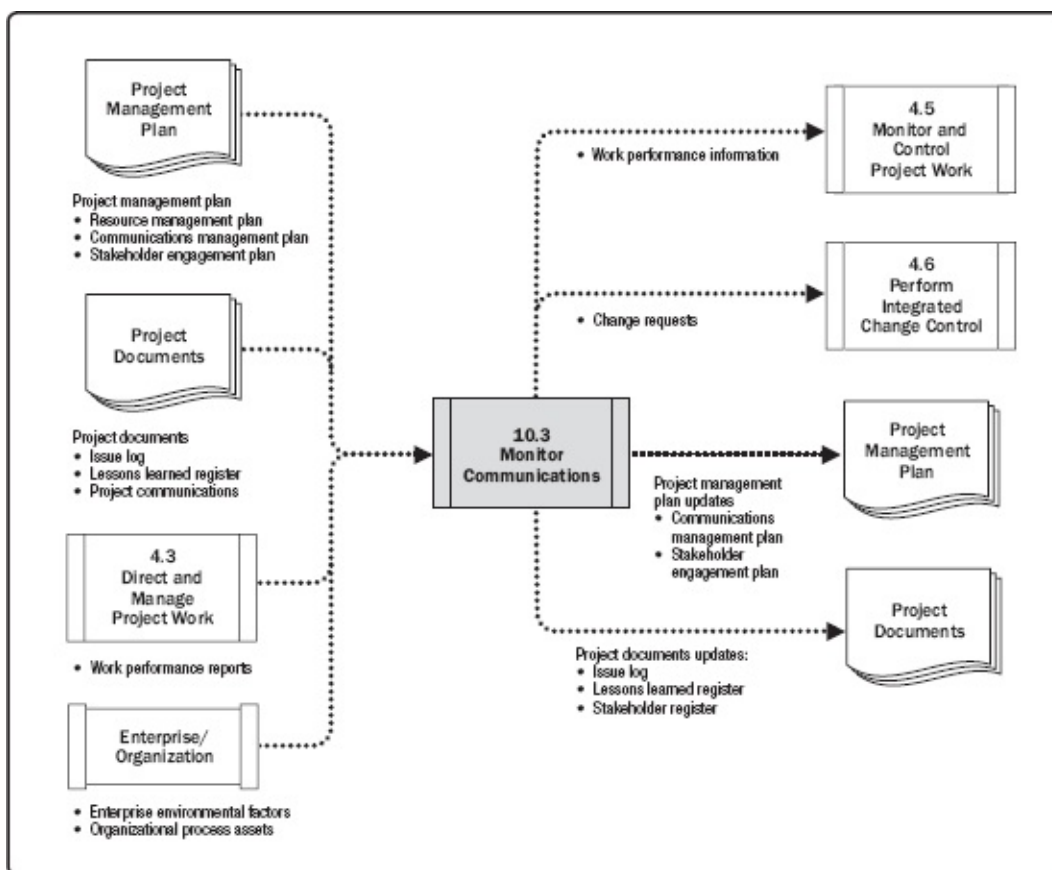 Project
Management
Plan
Project management plan
• Resource management plan
• Communications management plan
• Stakeholder engagement plan
Project
Documents
Project documents
• Issue log
• Lessons learned register
• Project communications
4.3
Direct and
Manage
Project Work
• Work performance reports
Enterprise/
Organization
• Enterprise environmental factors
• Organizational process assets
10.3
Monitor
Communications
• Work performance information
4.5
Monitor and
Control
Project Work
• Change requests
4.6
Perform
Integrated
Change Control
Project management
plan updates
• Communications
management plan
• Stakeholder
engagement plan
Project
Management
Plan
Project documents updates:
• Issue log
• Lessons learned register
• Stakeholder register
Project
Documents